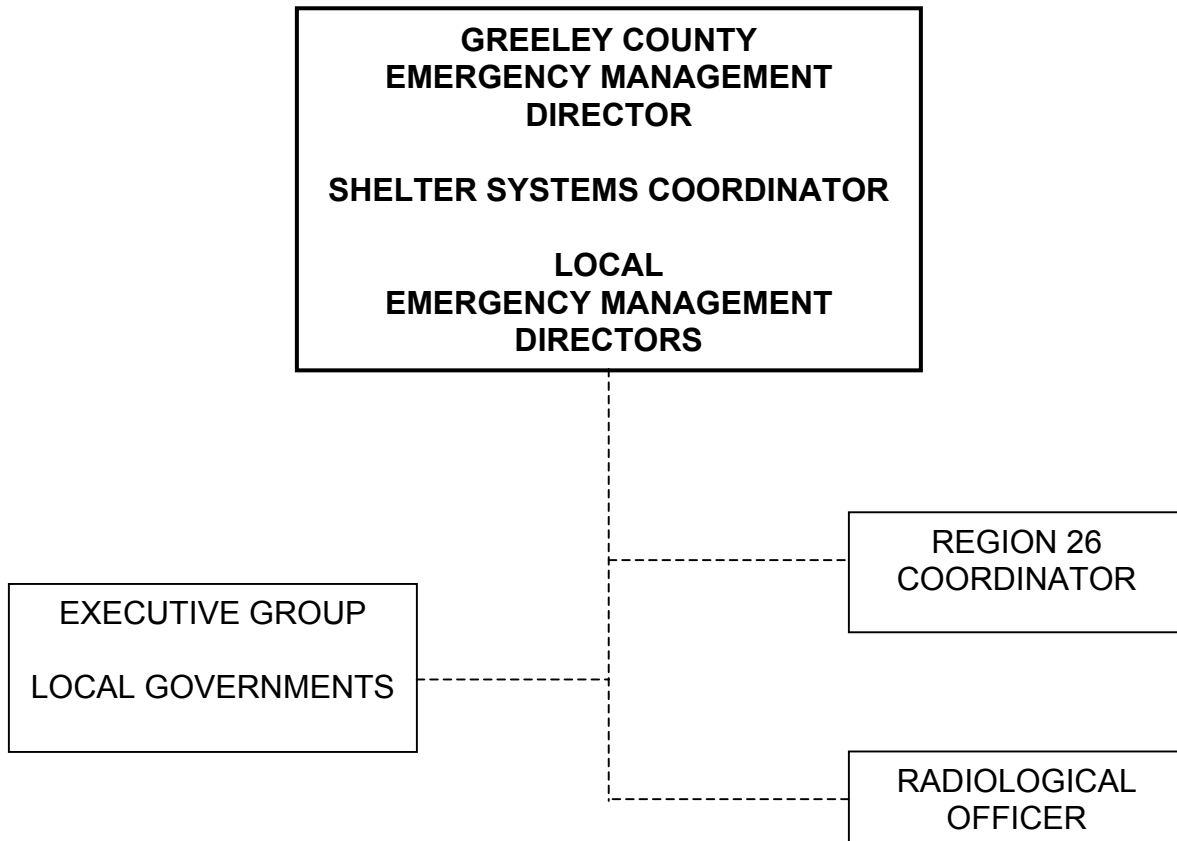 GREELEY COUNTY
EMERGENCY MANAGEMENT
DIRECTOR
SHELTER SYSTEMS COORDINATOR
LOCAL
EMERGENCY MANAGEMENT
DIRECTORS
REGION 26
COORDINATOR
EXECUTIVE GROUP
LOCAL GOVERNMENTS
RADIOLOGICAL
OFFICER